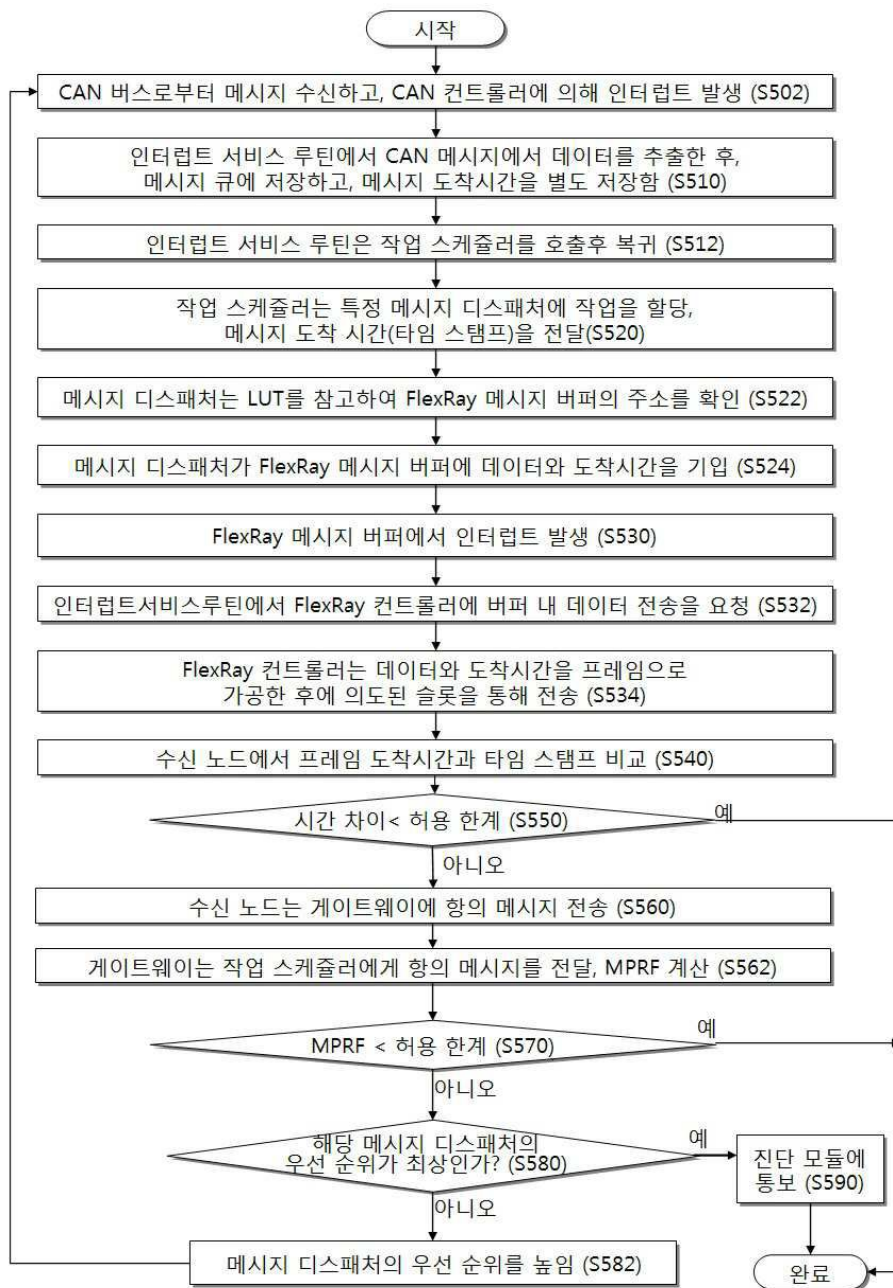 시작
CAN 버스로부터 메시지 수신하고, CAN 컨트롤러에 의해 인터럽트 발생 (S502)
인터럽트 서비스 루틴에서 CAN 메시지에서 데이터를 추출한 후,
메시지 큐에 저장하고, 메시지 도착시간을 별도 저장함 (S510)
인터럽트 서비스 루틴은 작업 스케쥴러를 호출후 복귀 (S512)
작업 스케쥴러는 특정 메시지 디스패처에 작업을 할당,
메시지 도착 시간(타임 스탬프)을 전달(S520)
메시지 디스패처는 LUT를 참고하여 FlexRay 메시지 버퍼의 주소를 확인 (S522)
메시지 디스패처가 FlexRay 메시지 버퍼에 데이터와 도착시간을 기입 (S524)
FlexRay 메시지 버퍼에서 인터럽트 발생 (S530)
인터럽트서비스루틴에서 FlexRay 컨트롤러에 버퍼 내 데이터 전송을 요청 (S532)
FlexRay 컨트롤러는 데이터와 도착시간을 프레임으로
가공한 후에 의도된 슬롯을 통해 전송 (S534)
수신 노드에서 프레임 도착시간과 타임 스탬프 비교 (S540)
시간 차이< 허용 한계 (S550)
예
아니오
수신 노드는 게이트웨이에 항의 메시지 전송 (S560)
게이트웨이는 작업 스케쥴러에게 항의 메시지를 전달, MPRF 계산 (S562)
MPRF < 허용 한계 (S570)
예
아니오
해당 메시지 디스패처의
우선 순위가 최상인가? (S580)
예
진단 모듈에
통보 (S590)
아니오
메시지 디스패처의 우선 순위를 높임 (S582)
완료